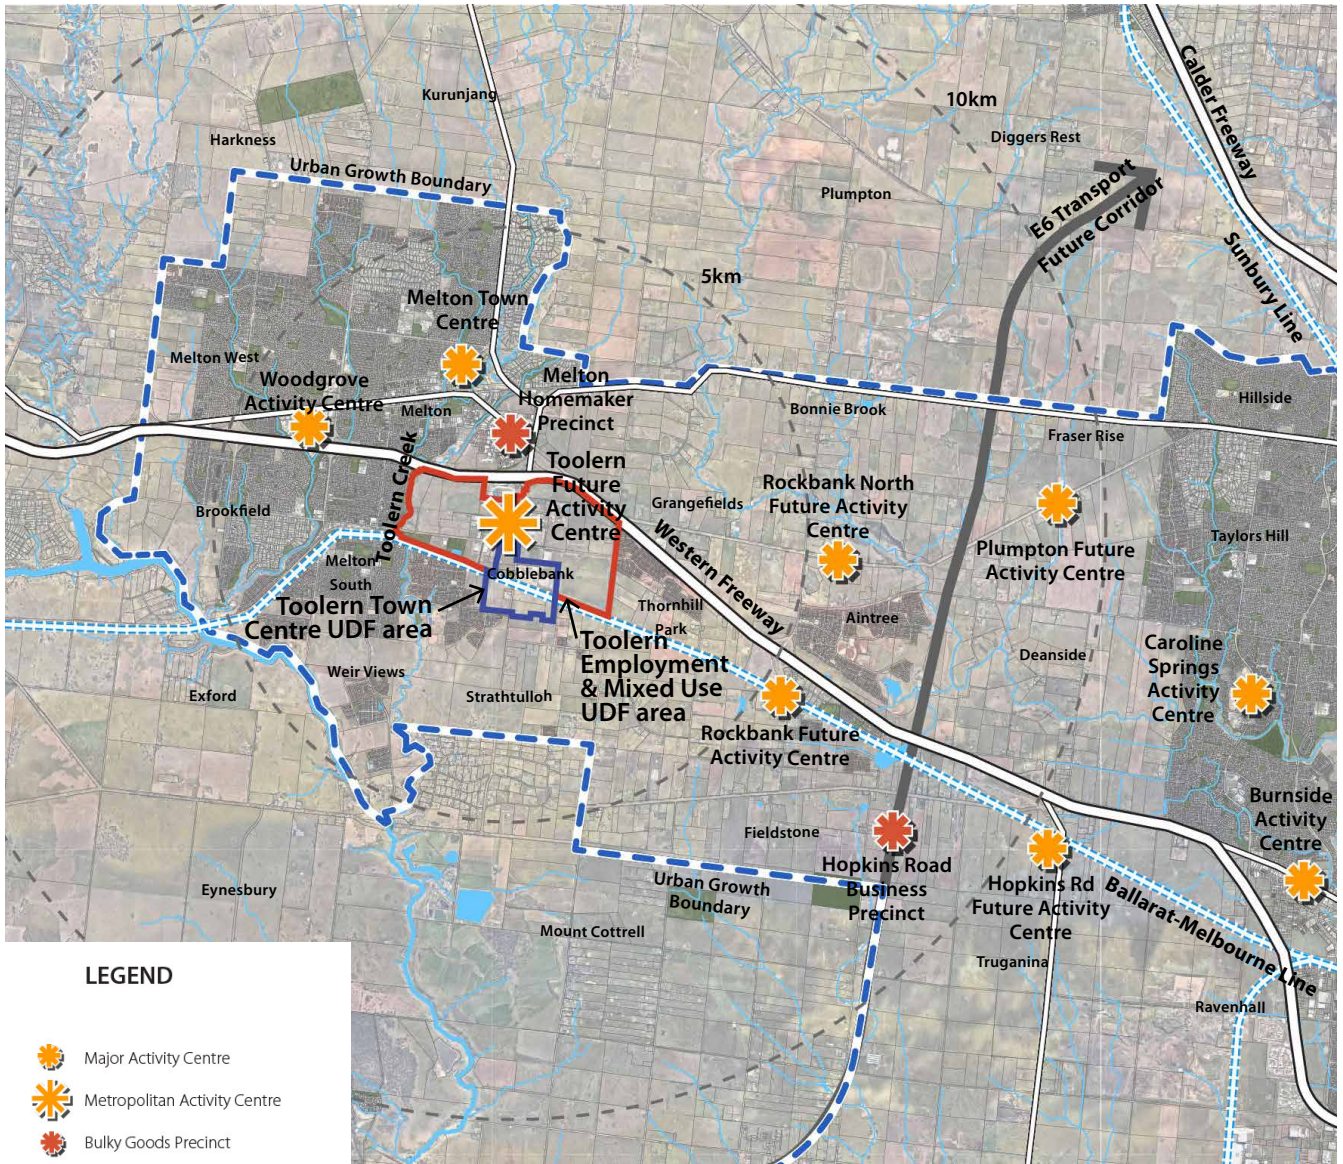 Calder Freeway
Kurunjang
10km
Diggers Rest
Harkness
Urban Growth Boundary
E6 Transport
Future Corridor
Plumpton
Sunbury Line
5km
Melton Town
Centre
Melton West
Woodgrove
Activity Centre
Melton
Melton
Homemaker
Precinct
Bonnie Brook
Hillside
Fraser Rise
Toolern Creek
Toolern
Future
Activity
Centre
Rockbank North
Future Activity
Centre
Grangefields
Brookfield
Western Freeway
Plumpton Future
Activity Centre
Taylors Hill
Melton
South
Cobblebank
Toolern Town
Centre UDF area
Thornhill
Park
Aintree
Toolern
Employment
& Mixed Use
UDF area
Deanside
Caroline
Springs
Activity
Centre
Weir Views
Exford
Strathtulloh
Rockbank Future
Activity Centre
Burnside
Activity
Centre
Fieldstone
Hopkins Road
Business
Precinct
Hopkins Rd
Future Activity
Centre
Urban Growth
Boundary
Ballarat-Melbourne Line
Eynesbury
Mount Cottrell
Truganina
Ravenhall
LEGEND
Major Activity Centre
Metropolitan Activity Centre
Bulky Goods Precinct